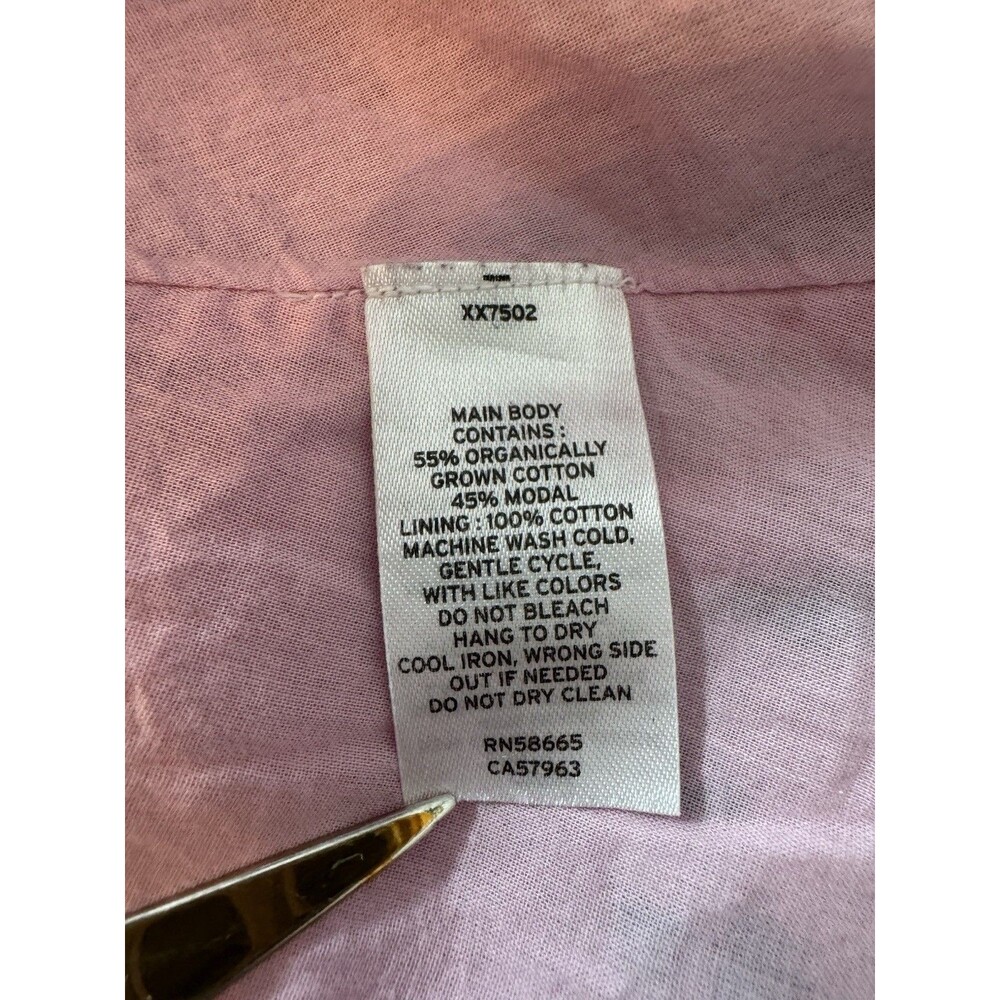 XX7502
MAIN BODY
CONTAINS :
55% ORGANICALLY
GROWN COTTON
45% MODAL
LINING : 100% COTTON
MACHINE WASH COLD,
GENTLE CYCLE,
WITH LIKE COLORS
DO NOT BLEACH
HANG TO DRY
COOL IRON, WRONG SIDE
OUT IF NEEDED
DO NOT DRY CLEAN
RN58665
CA57963